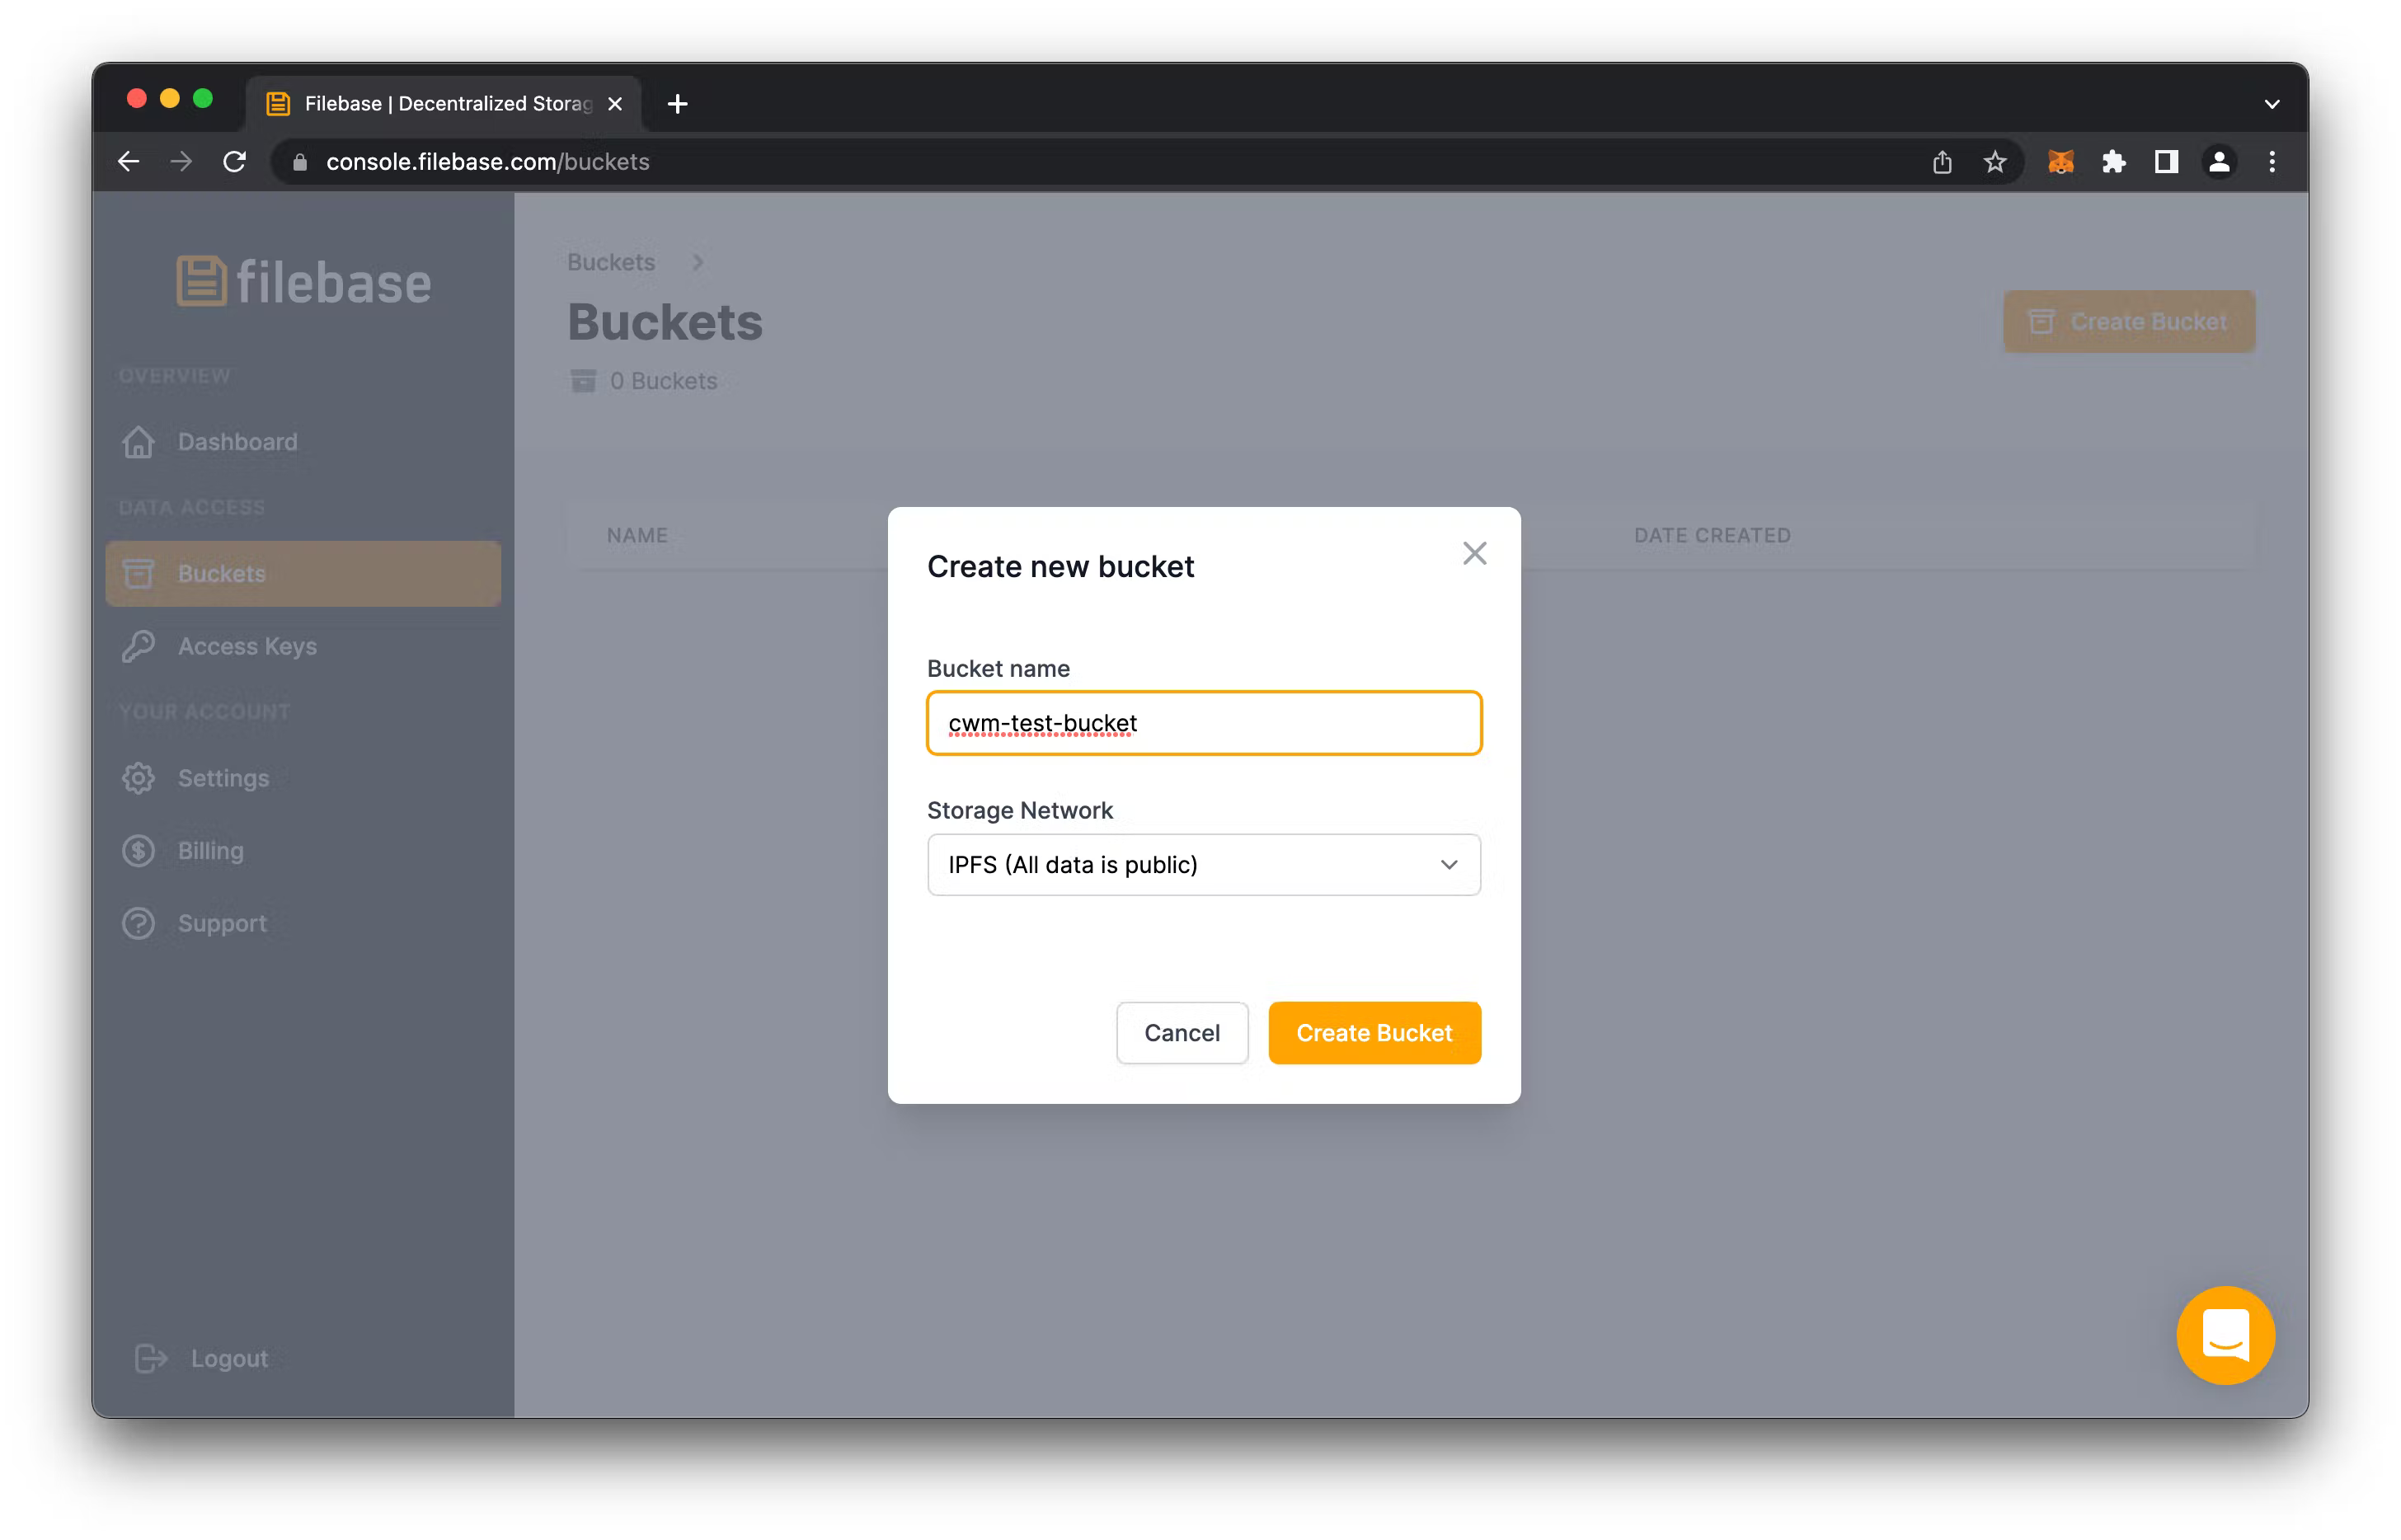 Filebase | Decentralized Storag
console.filebase.com/buckets
filebase
OVERVIEW
Dashboard
DATA ACCESS
Buckets
Access Keys
YOUR ACCOUNT
Settings
Billing
Support
Logout
Buckets
Buckets
0 Buckets
Create Bucket
NAME
DATE CREATED
Create new bucket
Bucket name
cwm-test-bucket
Storage Network
IPFS (All data is public)
Cancel
Create Bucket